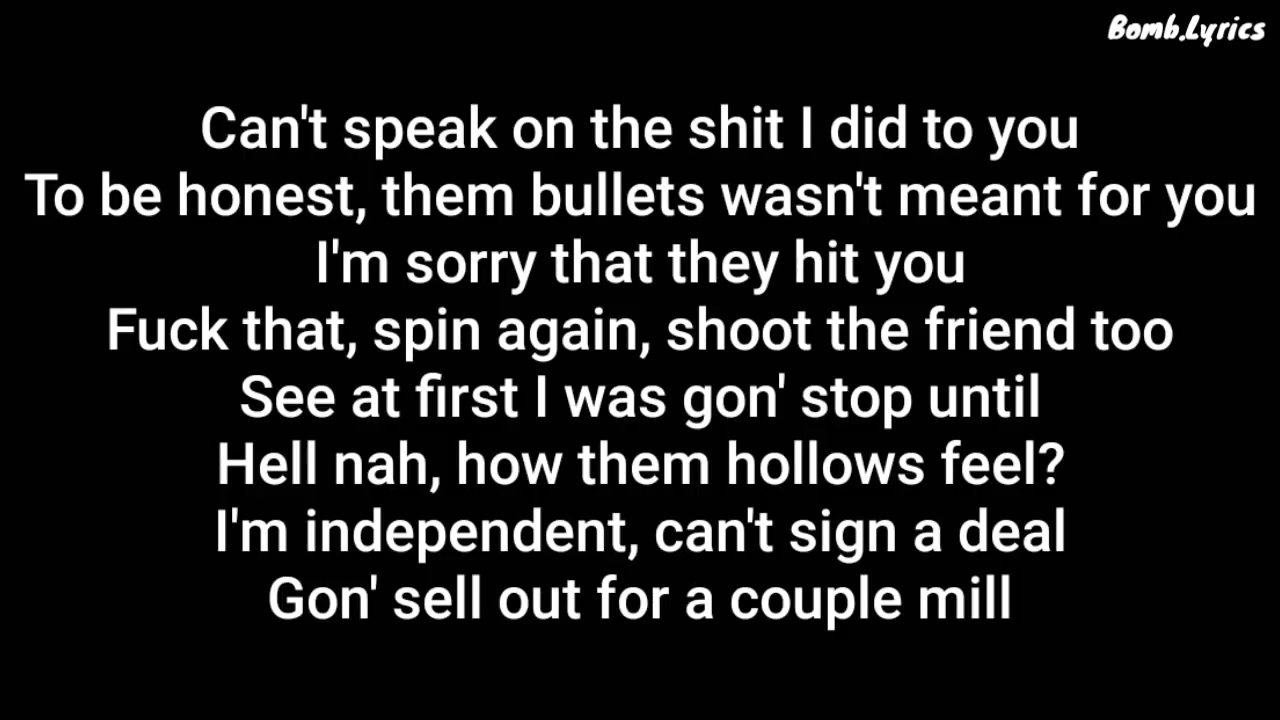 Bomb.Lyrics
Can't speak on the shit I did to you
To be honest, them bullets wasn't meant for you
I'm sorry that they hit you
Fuck that, spin again, shoot the friend too
See at first I was gon' stop until
Hell nah, how them hollows feel?
I'm independent, can't sign a deal
Gon' sell out for a couple mill